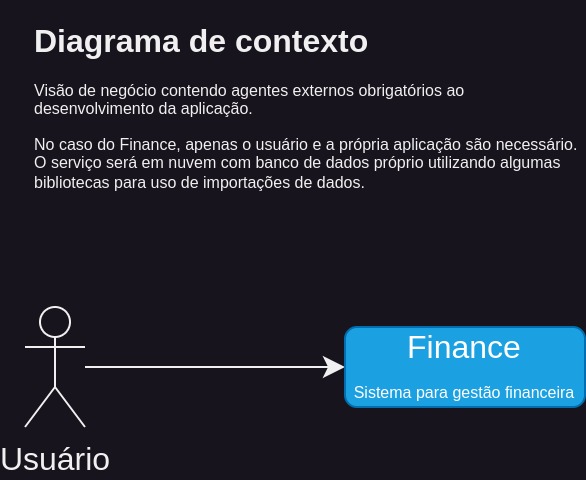 Diagrama de contexto
Visão de negócio contendo agentes externos obrigatórios ao
desenvolvimento da aplicação.
No caso do Finance, apenas o usuário e a própria aplicação são necessário.
O serviço será em nuvem com banco de dados próprio utilizando algumas
bibliotecas para uso de importações de dados.
Finance
Sistema para gestão financeira
Usuário